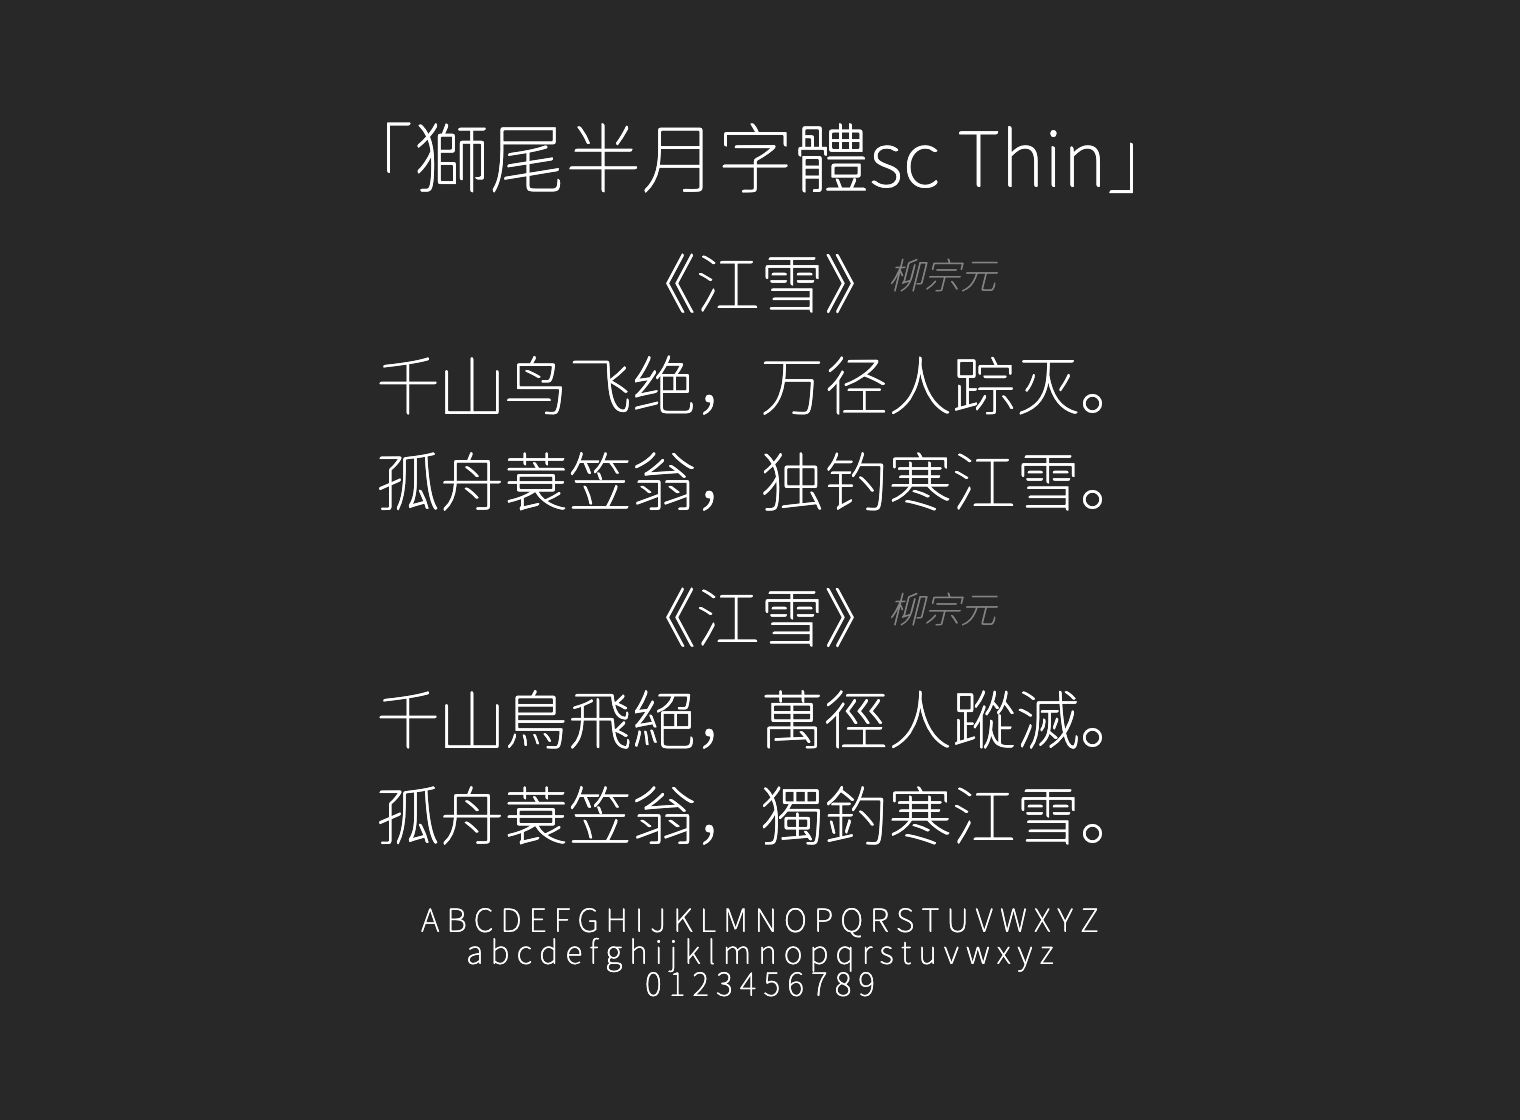 「獅尾半月字體sc Thin」
《江雪》 柳宗元
千山鸟飞绝，万径人踪灭。
孤舟蓑笠翁，独钓寒江雪。
《江雪》 柳宗元
千山鳥飛絕，萬徑人蹤滅。
孤舟蓑笠翁，獨釣寒江雪。
ABCDEFGHIJKLMNOPQRSTUVWXYZ
abcdefghijklmnopqrstuvwxyz
0123456789